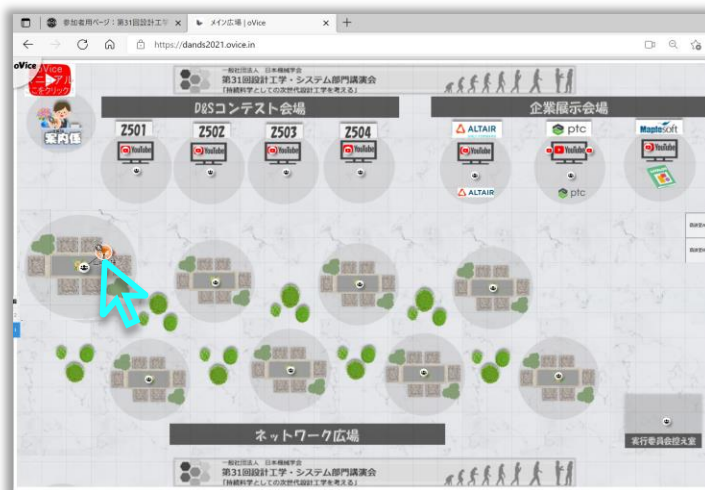 参加者用ページ：第31回設計工学
メイン広場 | oVice
https://dands2021.ovice.in
oVice
oVice
マニュアル
はこちらをクリック
案内係
一般社団法人 日本機械学会
第31回設計工学・システム部門講演会
「持続科学としての次世代設計工学を考える」
D&Sコンテスト会場
企業展示会場
Z501
Z502
Z503
Z504
ALTAIR
ptc
Maplesoft
YouTube
YouTube
YouTube
YouTube
YouTube
YouTube
YouTube
ALTAIR
ptc
ネットワーク広場
実行委員会控え室
一般社団法人 日本機械学会
第31回設計工学・システム部門講演会
「持続科学としての次世代設計工学を考える」